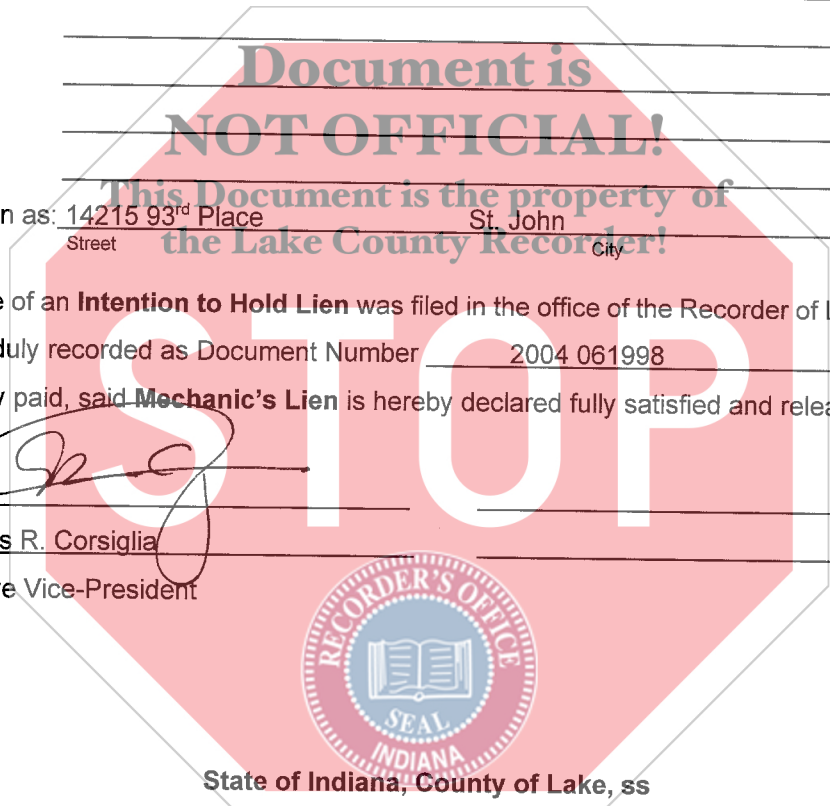 Document is
NOT OFFICIAL!
This Document is the property of
the Lake County Recorder!
n as: 14215 93rd Place St. John
Street City
e of an Intention to Hold Lien was filed in the office of the Recorder of L
duly recorded as Document Number 2004 061998
y paid, said Mechanic's Lien is hereby declared fully satisfied and relea
STOP
s R. Corsiglia
e Vice-President
RECORDER'S OFFICE
SEAL
INDIANA
State of Indiana, County of Lake, ss